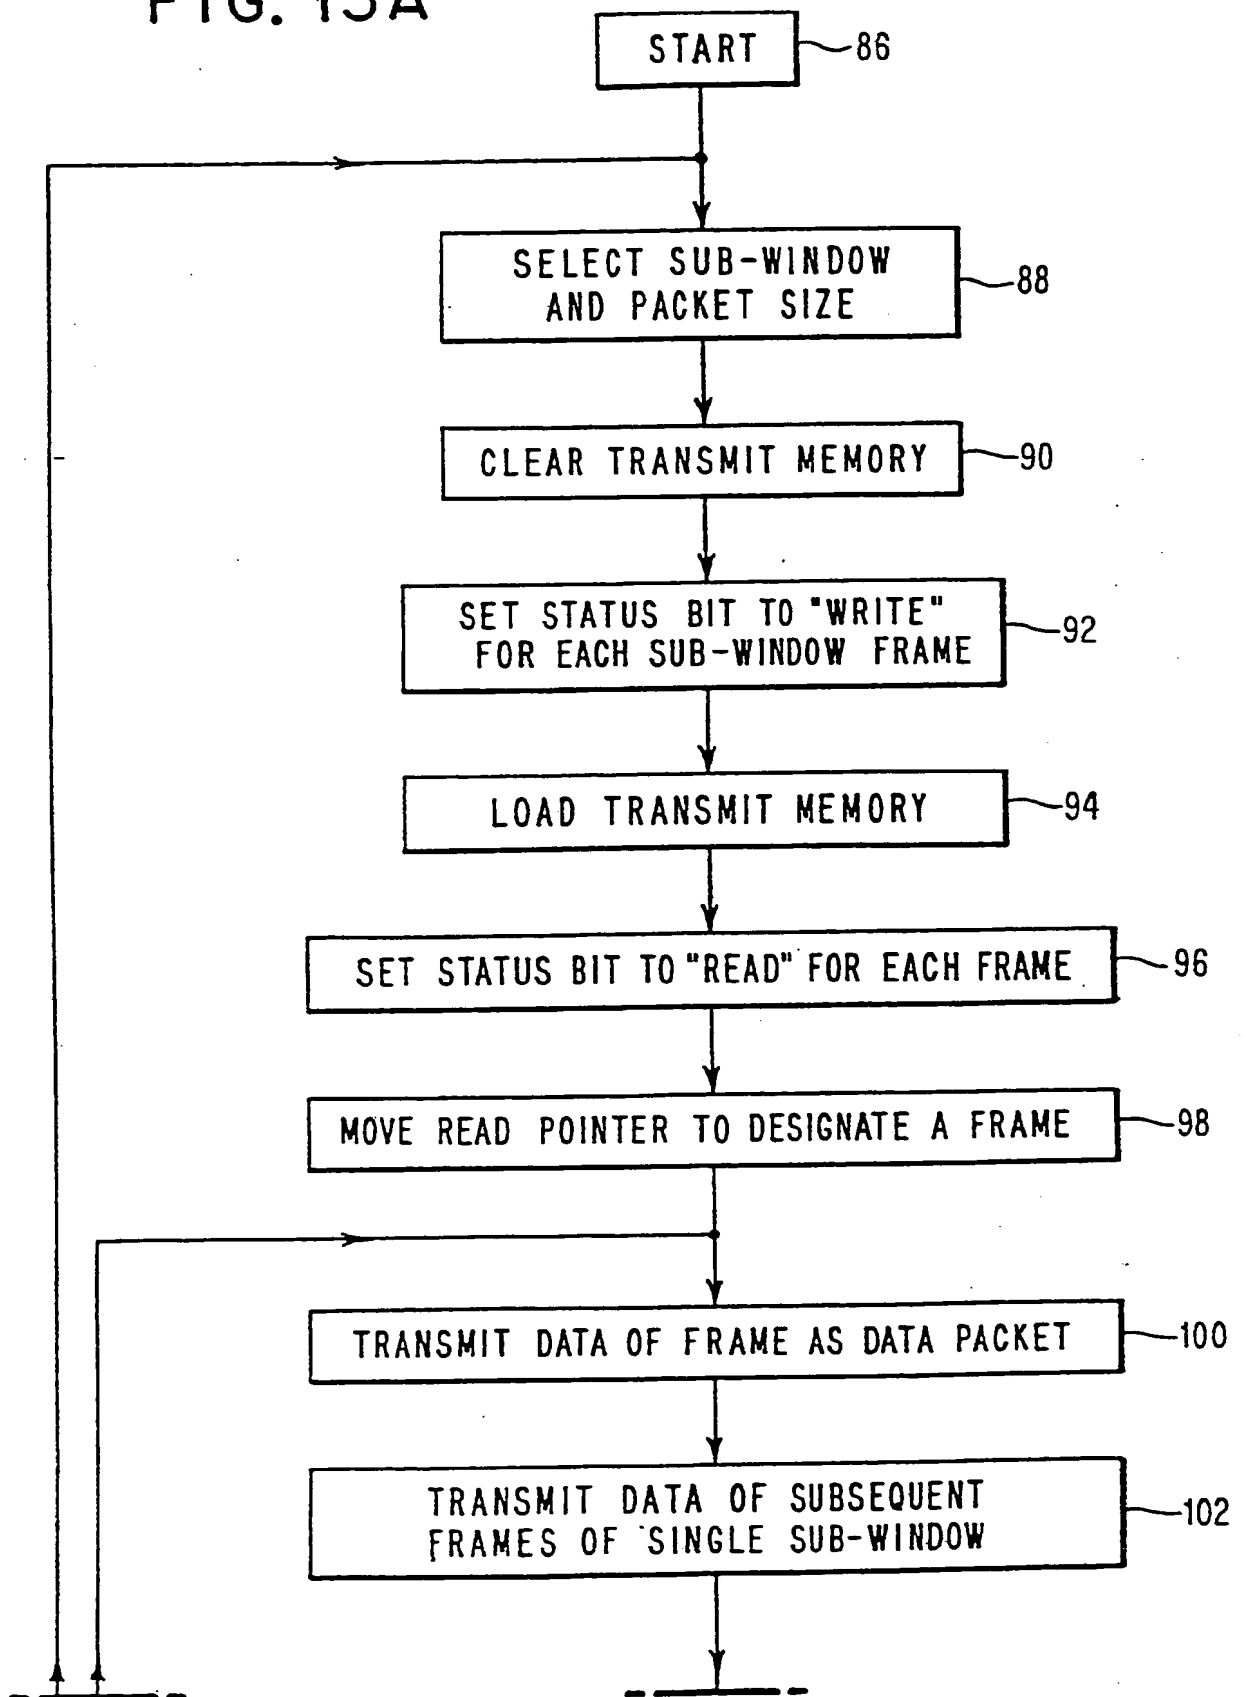 FIG. 15A
START
86
SELECT SUB-WINDOW
AND PACKET SIZE
88
CLEAR TRANSMIT MEMORY
90
SET STATUS BIT TO "WRITE"
FOR EACH SUB-WINDOW FRAME
92
LOAD TRANSMIT MEMORY
94
SET STATUS BIT TO "READ" FOR EACH FRAME
96
MOVE READ POINTER TO DESIGNATE A FRAME
98
TRANSMIT DATA OF FRAME AS DATA PACKET
100
TRANSMIT DATA OF SUBSEQUENT
FRAMES OF SINGLE SUB-WINDOW
102